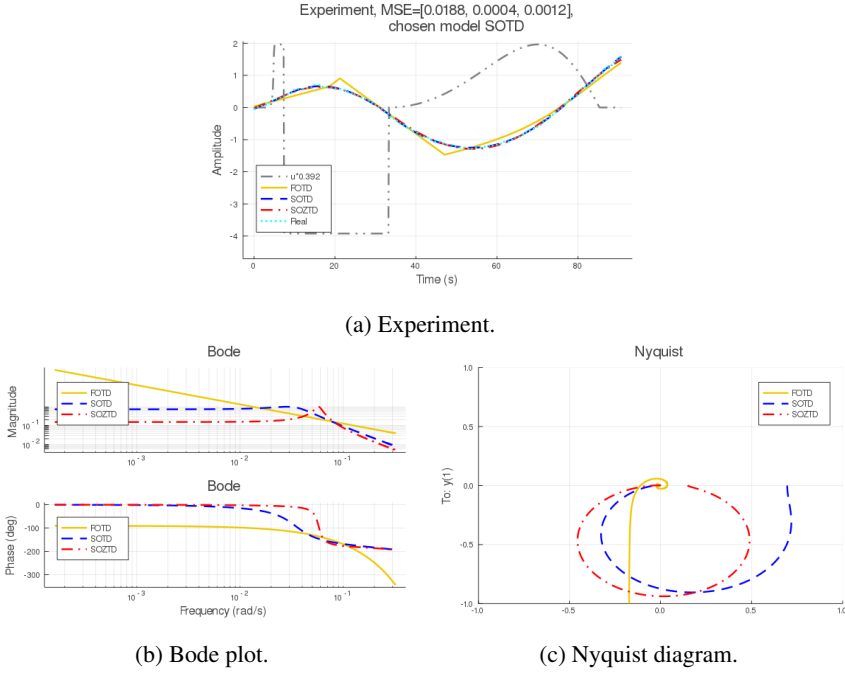 Experiment, MSE=[0.0188, 0.0004, 0.0012],
chosen model SOTD
2
1
0
-1
-2
-3
-4
Amplitude
u*0.392
FOTD
SOTD
SOZTD
Real
0 20 40 60 80
Time (s)
(a) Experiment.
Bode
Magnitude
10⁻¹
10⁻²
FOTD
SOTD
SOZTD
10⁻³ 10⁻² 10⁻¹
Bode
Phase (deg)
0
-100
-200
-300
FOTD
SOTD
SOZTD
10⁻³ 10⁻² 10⁻¹
Frequency (rad/s)
(b) Bode plot.
Nyquist
To: y(1)
1.0
0.5
0.0
-0.5
-1.0
FOTD
SOTD
SOZTD
-1.0 -0.5 0.0 0.5 1.0
(c) Nyquist diagram.